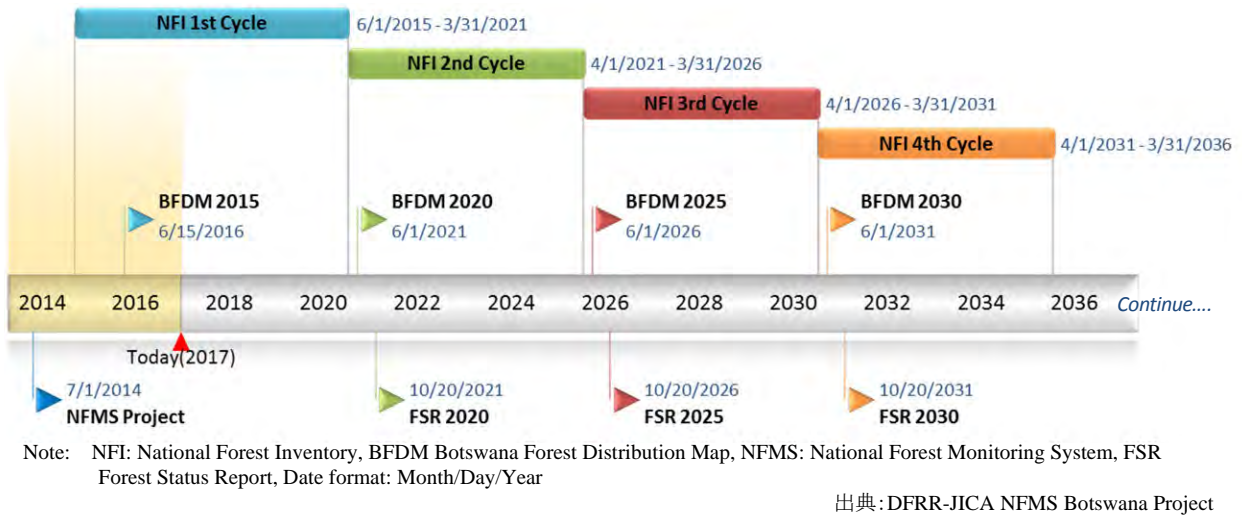 NFI 1st Cycle
6/1/2015 - 3/31/2021
NFI 2nd Cycle
4/1/2021 - 3/31/2026
NFI 3rd Cycle
4/1/2026 - 3/31/2031
NFI 4th Cycle
4/1/2031 - 3/31/2036
BFDM 2015
6/15/2016
BFDM 2020
6/1/2021
BFDM 2025
6/1/2026
BFDM 2030
6/1/2031
2014 2016 2018 2020 2022 2024 2026 2028 2030 2032 2034 2036 Continue....
Today(2017)
7/1/2014
NFMS Project
10/20/2021
FSR 2020
10/20/2026
FSR 2025
10/20/2031
FSR 2030
Note: NFI: National Forest Inventory, BFDM Botswana Forest Distribution Map, NFMS: National Forest Monitoring System, FSR
Forest Status Report, Date format: Month/Day/Year
出典:DFRR-JICA NFMS Botswana Project